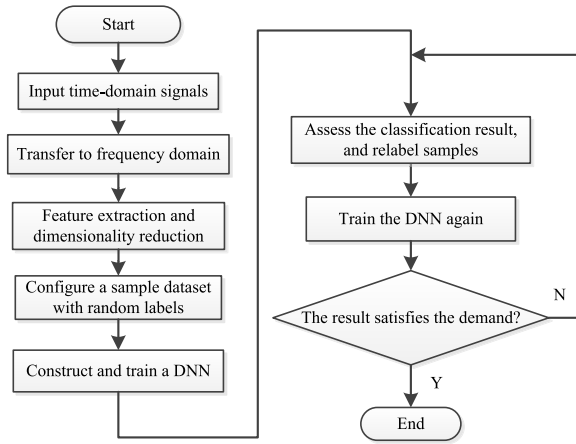 Start
Input time-domain signals
Transfer to frequency domain
Feature extraction and
dimensionality reduction
Configure a sample dataset
with random labels
Construct and train a DNN
Assess the classification result,
and relabel samples
Train the DNN again
The result satisfies the demand?
N
Y
End